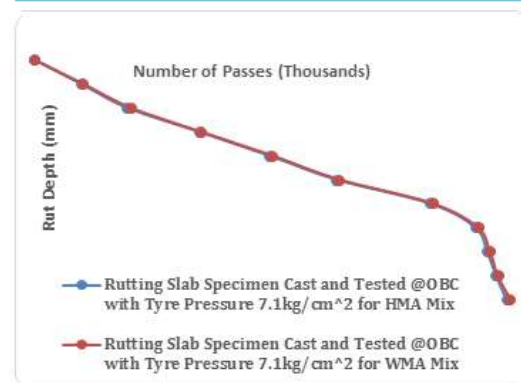 Number of Passes (Thousands)
Rut Depth (mm)
Rutting Slab Specimen Cast and Tested @OBC
with Tyre Pressure 7.1kg/cm^2 for HMA Mix
Rutting Slab Specimen Cast and Tested @OBC
with Tyre Pressure 7.1kg/cm^2 for WMA Mix